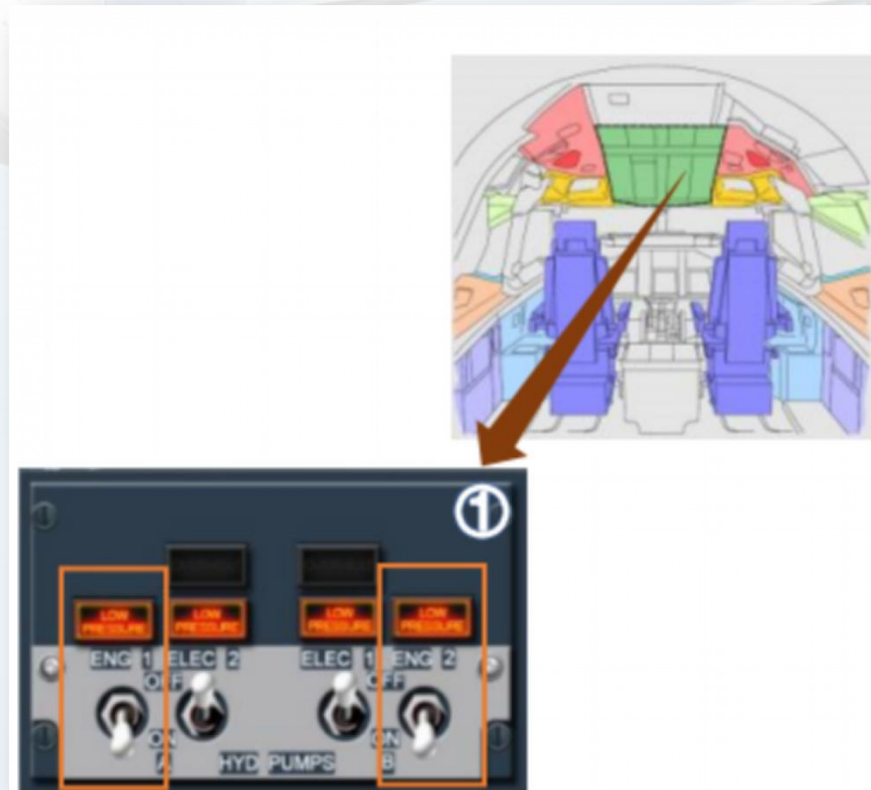 ①
LOW LOW LOW LOW
PRESSURE PRESSURE PRESSURE PRESSURE
ENG 1 ELEC 2 ELEC 1 ENG 2
OFF OFF
ON ON
A HYD PUMPS B